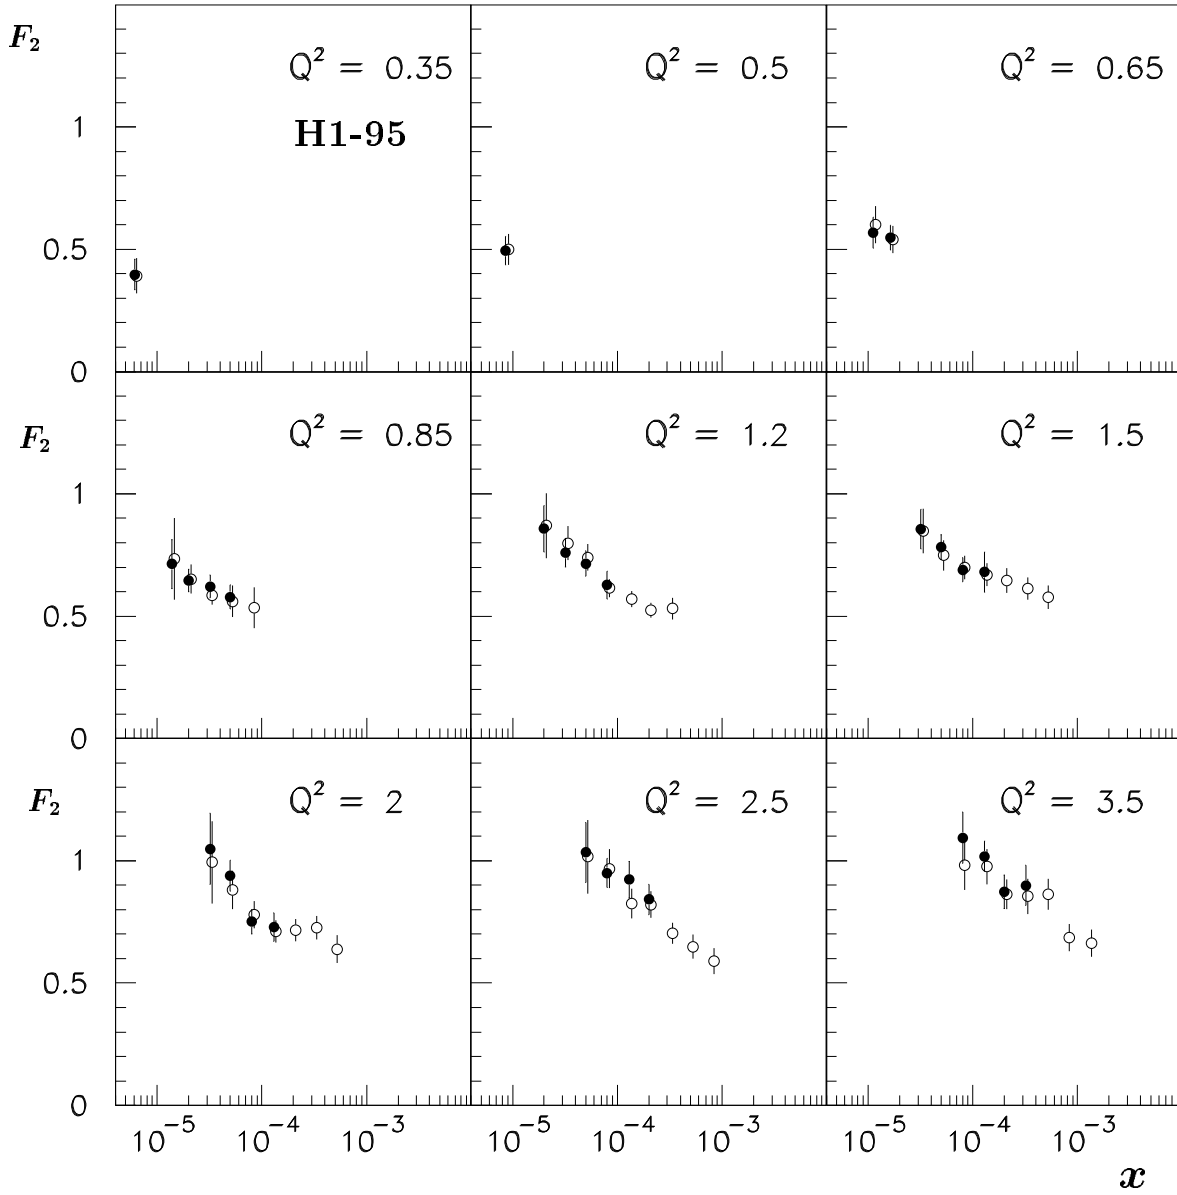 F₂
Q² = 0.35
Q² = 0.5
Q² = 0.65
H1-95
1
0.5
0
F₂
Q² = 0.85
Q² = 1.2
Q² = 1.5
1
0.5
0
F₂
Q² = 2
Q² = 2.5
Q² = 3.5
1
0.5
0
10⁻⁵ 10⁻⁴ 10⁻³ 10⁻⁵ 10⁻⁴ 10⁻³ 10⁻⁵ 10⁻⁴ 10⁻³
x